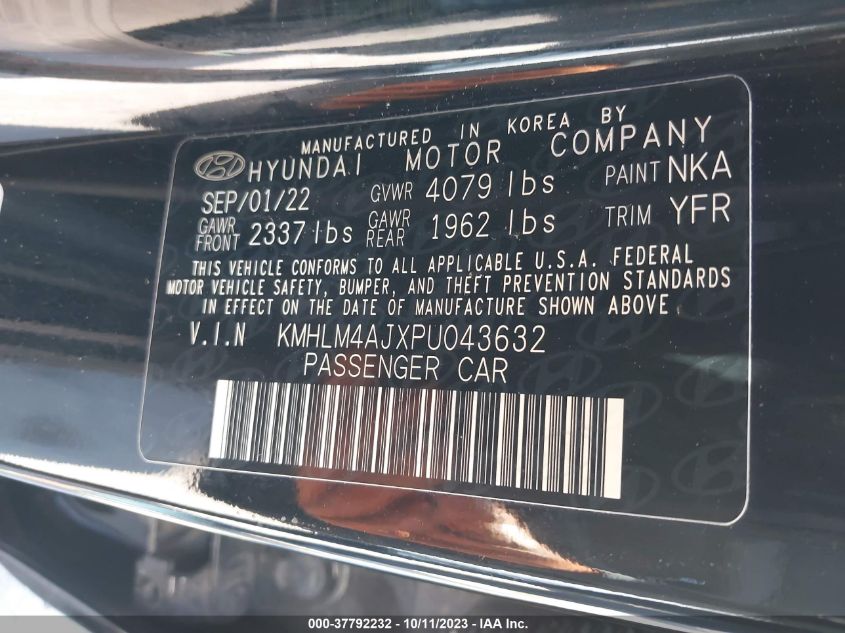 MANUFACTURED IN KOREA BY
HYUNDAI MOTOR COMPANY
SEP/01/22 GVWR 4079 lbs PAINT NKA
GAWR FRONT 2337 lbs GAWR REAR 1962 lbs TRIM YFR
THIS VEHICLE CONFORMS TO ALL APPLICABLE U.S.A. FEDERAL
MOTOR VEHICLE SAFETY, BUMPER, AND THEFT PREVENTION STANDARDS
IN EFFECT ON THE DATE OF MANUFACTURE SHOWN ABOVE
V.I.N KMHLM4AJXPU043632
PASSENGER CAR
000-37792232 - 10/11/2023 - IAA Inc.